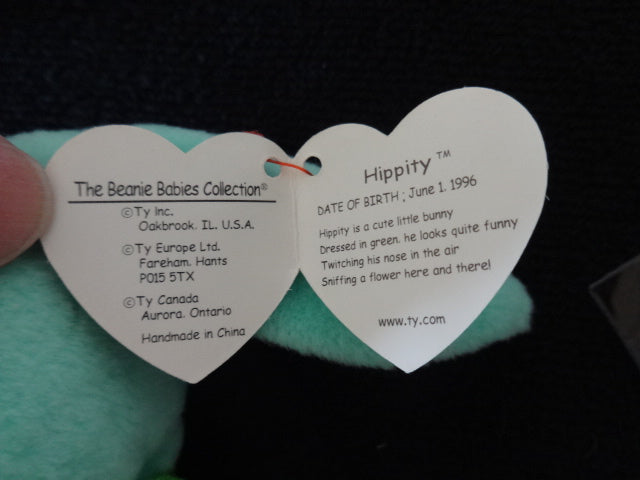 The Beanie Babies Collection®
©Ty Inc.
Oakbrook. IL. U.S.A.
©Ty Europe Ltd.
Fareham. Hants
P015 5TX
©Ty Canada
Aurora. Ontario
Handmade in China
Hippity™
DATE OF BIRTH ; June 1. 1996
Hippity is a cute little bunny
Dressed in green. he looks quite funny
Twitching his nose in the air
Sniffing a flower here and there!
www.ty.com